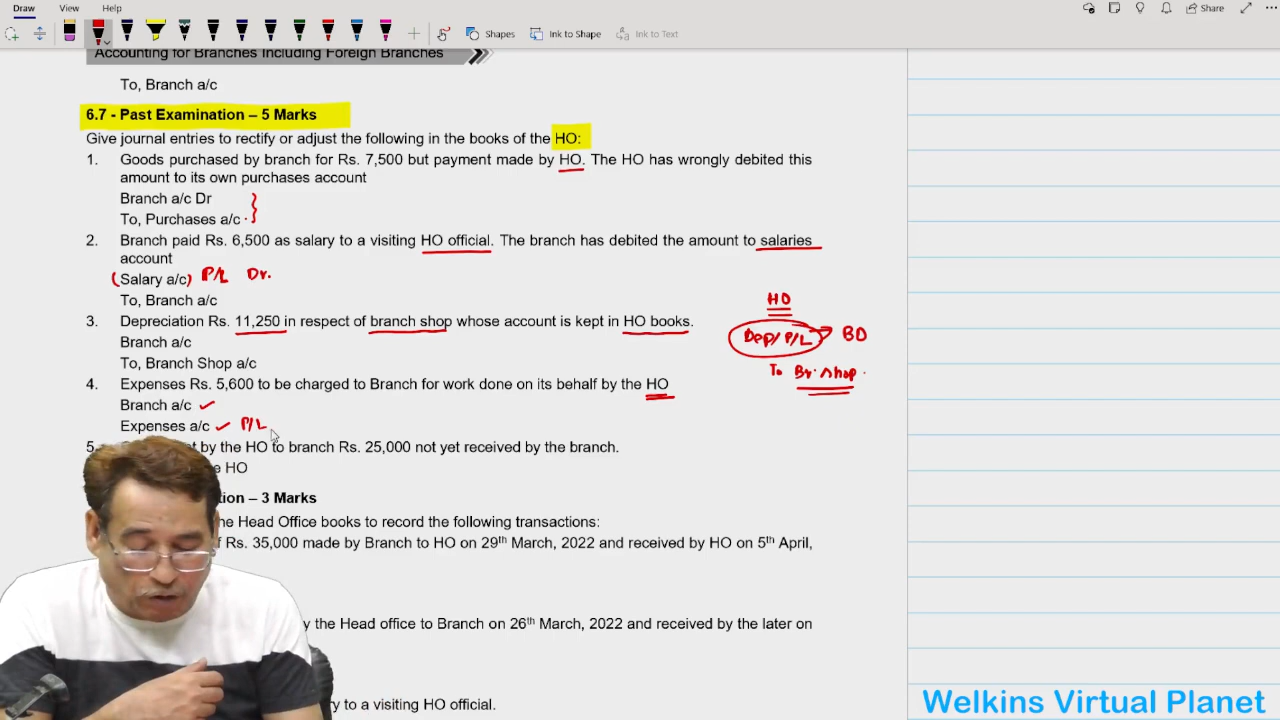 Draw View Help
Share
Shapes Ink to Shape Ink to Text
Accounting for Branches Including Foreign Branches
To, Branch a/c
6.7 - Past Examination – 5 Marks
Give journal entries to rectify or adjust the following in the books of the HO:
1. Goods purchased by branch for Rs. 7,500 but payment made by HO. The HO has wrongly debited this
amount to its own purchases account
Branch a/c Dr
To, Purchases a/c
2. Branch paid Rs. 6,500 as salary to a visiting HO official. The branch has debited the amount to salaries
account
(Salary a/c) P/L Dr.
To, Branch a/c
3. Depreciation Rs. 11,250 in respect of branch shop whose account is kept in HO books.
Branch a/c
To, Branch Shop a/c
HO
Dep/P/L BO
To Br. shop.
4. Expenses Rs. 5,600 to be charged to Branch for work done on its behalf by the HO
Branch a/c
Expenses a/c P/L
5. by the HO to branch Rs. 25,000 not yet received by the branch.
HO
– 3 Marks
Head Office books to record the following transactions:
Rs. 35,000 made by Branch to HO on 29th March, 2022 and received by HO on 5th April,
the Head office to Branch on 26th March, 2022 and received by the later on
to a visiting HO official.
Welkins Virtual Planet